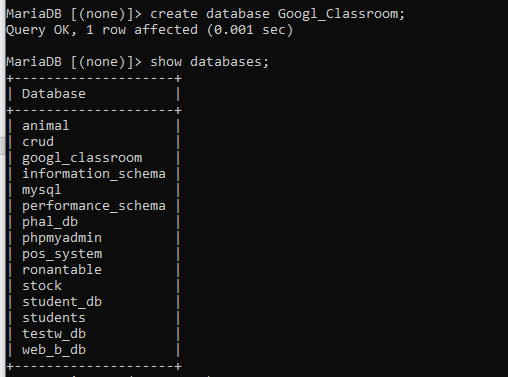 MariaDB [(none)]> create database Googl_Classroom;
Query OK, 1 row affected (0.001 sec)
MariaDB [(none)]> show databases;
+--------------------+
| Database           |
+--------------------+
| animal             |
| crud               |
| googl_classroom    |
| information_schema |
| mysql              |
| performance_schema |
| phal_db            |
| phpmyadmin         |
| pos_system         |
| ronantable         |
| stock              |
| student_db         |
| students           |
| testw_db           |
| web_b_db           |
+--------------------+